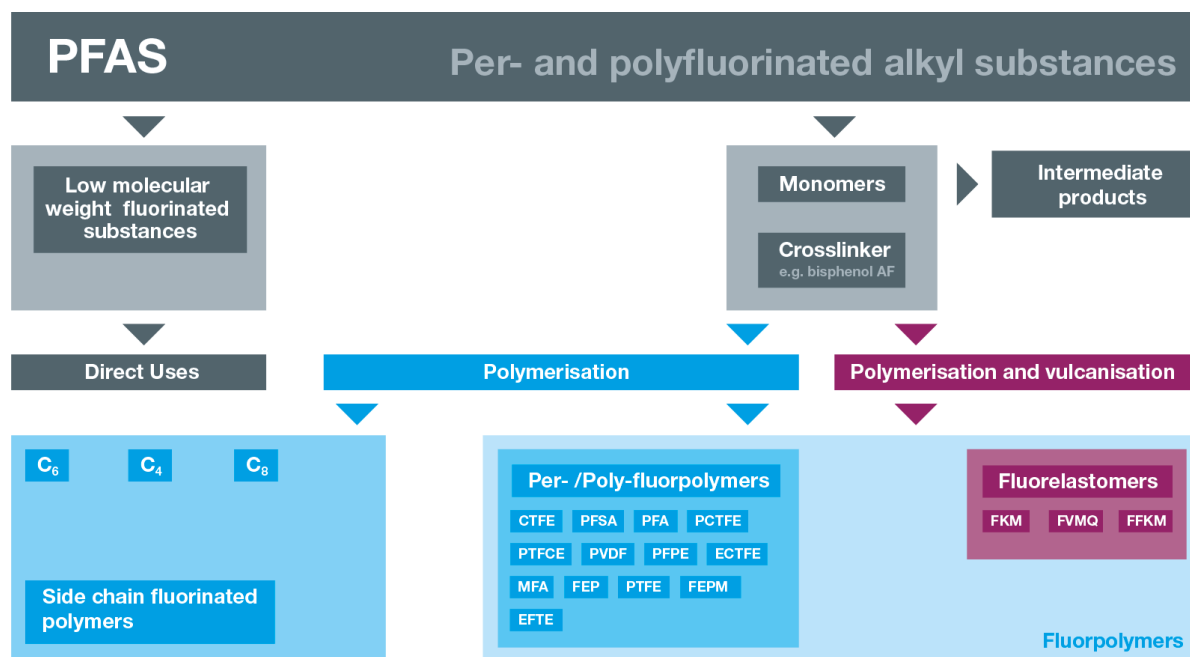 PFAS
Per- and polyfluorinated alkyl substances
Low molecular
weight fluorinated
substances
Monomers
Crosslinker
e.g. bisphenol AF
Intermediate
products
Direct Uses
Polymerisation
Polymerisation and vulcanisation
C₆
C₄
C₈
Side chain fluorinated
polymers
Per- /Poly-fluorpolymers
CTFE PFSA PFA PCTFE
PTFCE PVDF PFPE ECTFE
MFA FEP PTFE FEPM
EFTE
Fluorelastomers
FKM FVMQ FFKM
Fluorpolymers